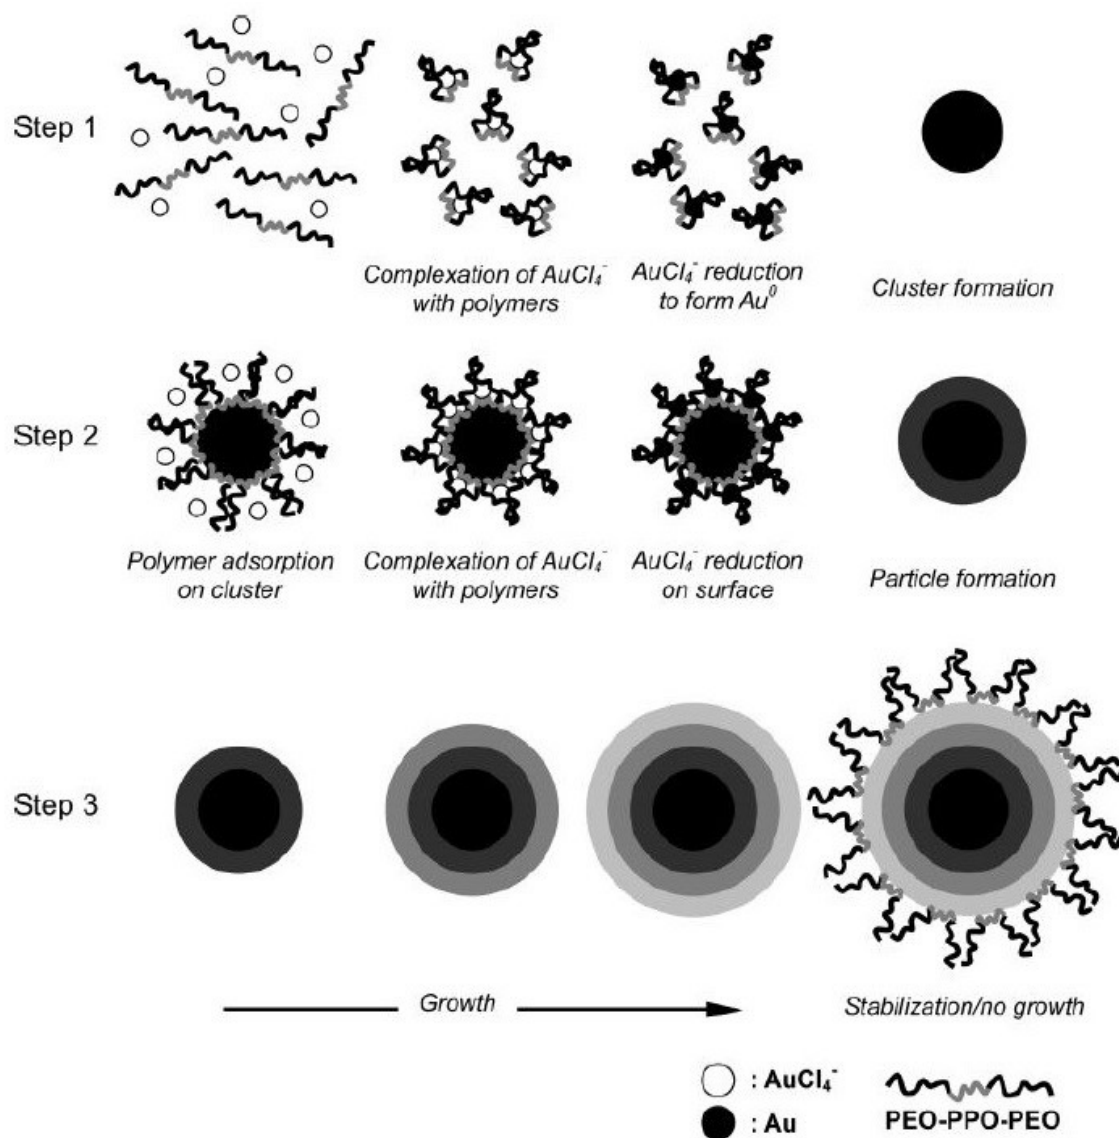 Step 1
Complexation of AuCl₄⁻
with polymers
AuCl₄⁻ reduction
to form Au⁰
Cluster formation
Step 2
Polymer adsorption
on cluster
Complexation of AuCl₄⁻
with polymers
AuCl₄⁻ reduction
on surface
Particle formation
Step 3
Growth
Stabilization/no growth
: AuCl₄⁻
: Au
PEO-PPO-PEO